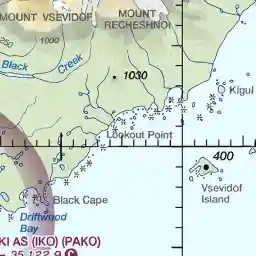 MOUNT VSEVIDOF
MOUNT
RECHESHNOI
1000
250
Black
Creek
1030
Kigul
Lookout Point
400
Vsevidof
Island
Black Cape
Driftwood
Bay
KI AS (IKO) (PAKO)
35 122.9 C